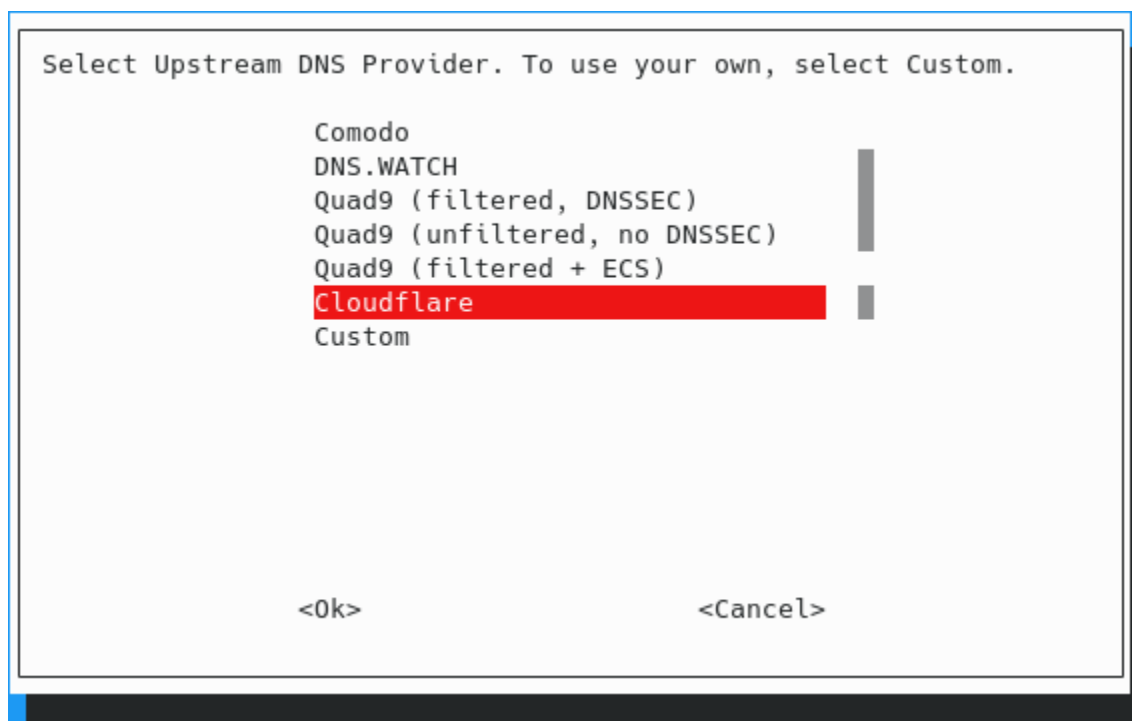 Select Upstream DNS Provider. To use your own, select Custom.
Comodo
DNS.WATCH
Quad9 (filtered, DNSSEC)
Quad9 (unfiltered, no DNSSEC)
Quad9 (filtered + ECS)
Cloudflare
Custom
<Ok> <Cancel>